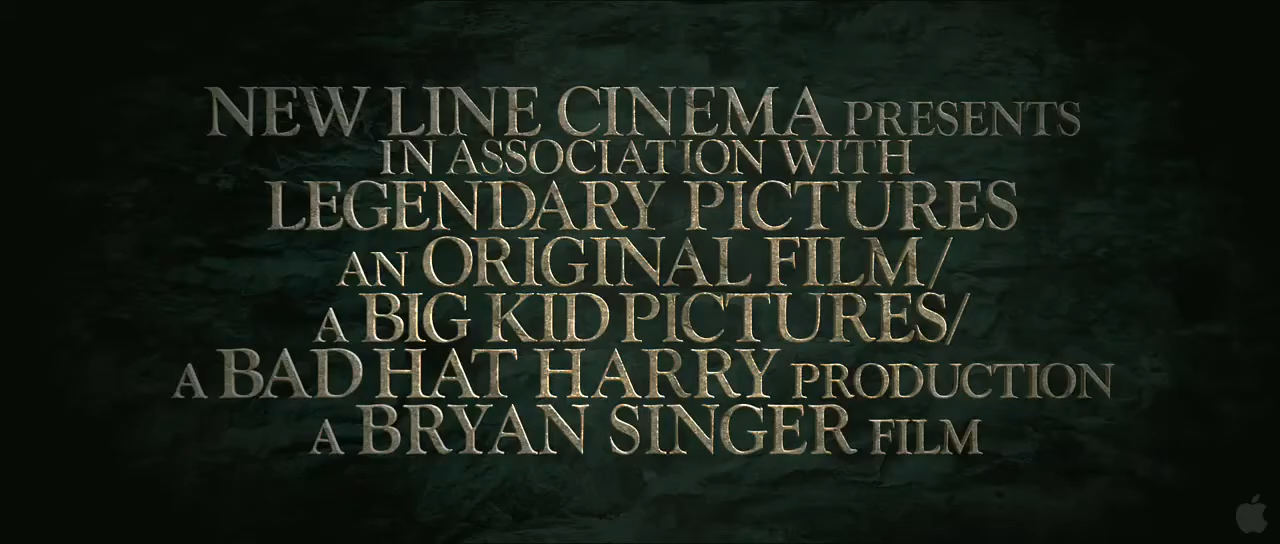 NEW LINE CINEMA PRESENTS
IN ASSOCIATION WITH
LEGENDARY PICTURES
AN ORIGINAL FILM/
A BIG KID PICTURES/
A BAD HAT HARRY PRODUCTION
A BRYAN SINGER FILM